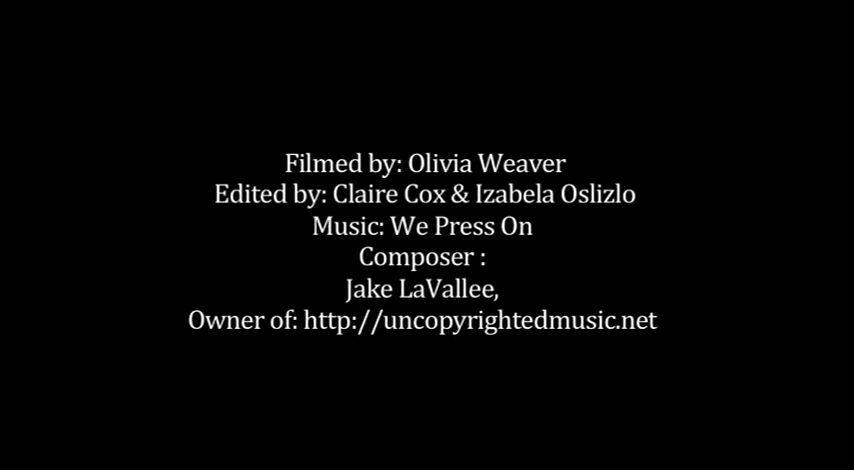 Filmed by: Olivia Weaver
Edited by: Claire Cox & Izabela Oslizlo
Music: We Press On
Composer :
Jake LaVallee,
Owner of: http://uncopyrightedmusic.net